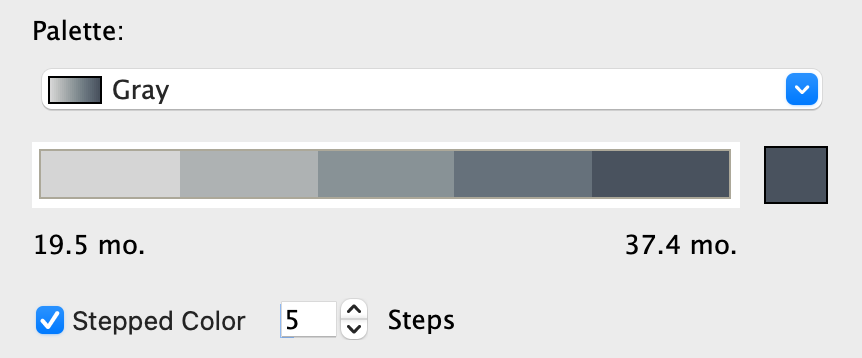 Palette:
Gray
19.5 mo. 37.4 mo.
Stepped Color 5 Steps